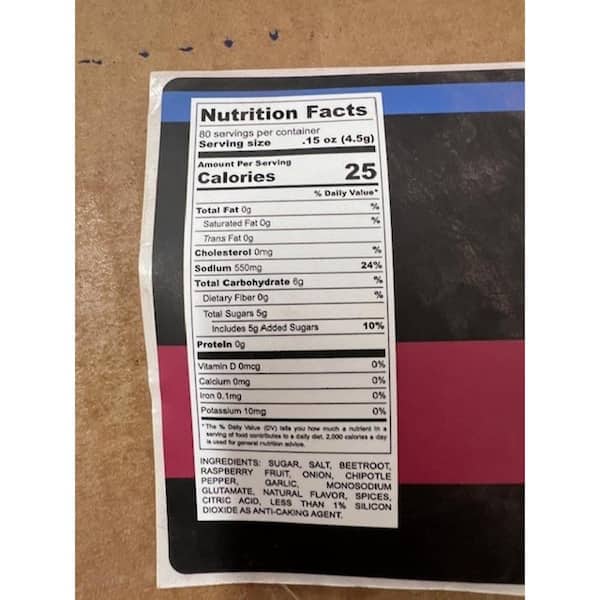 Nutrition Facts
80 servings per container
Serving size .15 oz (4.5g)
Amount Per Serving
Calories 25
% Daily Value*
Total Fat 0g %
Saturated Fat 0g %
Trans Fat 0g
Cholesterol 0mg %
Sodium 550mg 24%
Total Carbohydrate 6g %
Dietary Fiber 0g %
Total Sugars 5g
Includes 5g Added Sugars 10%
Protein 0g
Vitamin D 0mcg 0%
Calcium 0mg 0%
Iron 0.1mg 0%
Potassium 10mg 0%
*The % Daily Value (DV) tells you how much a nutrient in a
serving of food contributes to a daily diet. 2,000 calories a day
is used for general nutrition advice.
INGREDIENTS: SUGAR, SALT, BEETROOT,
RASPBERRY FRUIT, ONION, CHIPOTLE
PEPPER, GARLIC, MONOSODIUM
GLUTAMATE, NATURAL FLAVOR, SPICES,
CITRIC ACID, LESS THAN 1% SILICON
DIOXIDE AS ANTI-CAKING AGENT.